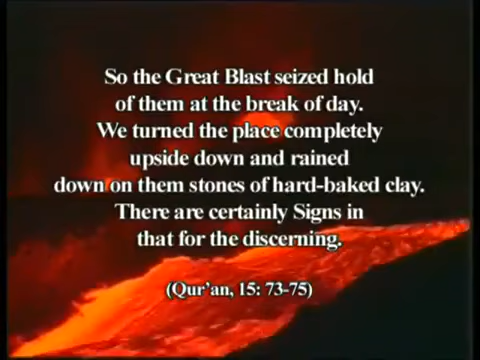 So the Great Blast seized hold
of them at the break of day.
We turned the place completely
upside down and rained
down on them stones of hard-baked clay.
There are certainly Signs in
that for the discerning.
(Qur'an, 15: 73-75)